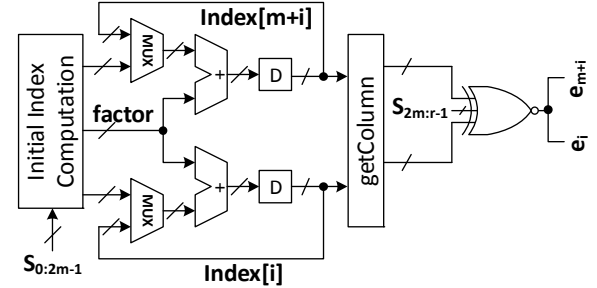 Index[m+i]
MUX
+
D
Initial Index
Computation
factor
getColumn
S2m:r-1
em+i
ei
+
D
MUX
S0:2m-1
Index[i]